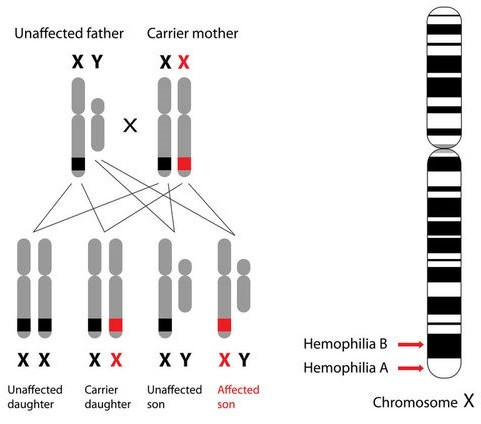 Unaffected father
Carrier mother
X Y
X X
X
X X
X X
X Y
X Y
Unaffected
daughter
Carrier
daughter
Unaffected
son
Affected
son
Hemophilia B
Hemophilia A
Chromosome X